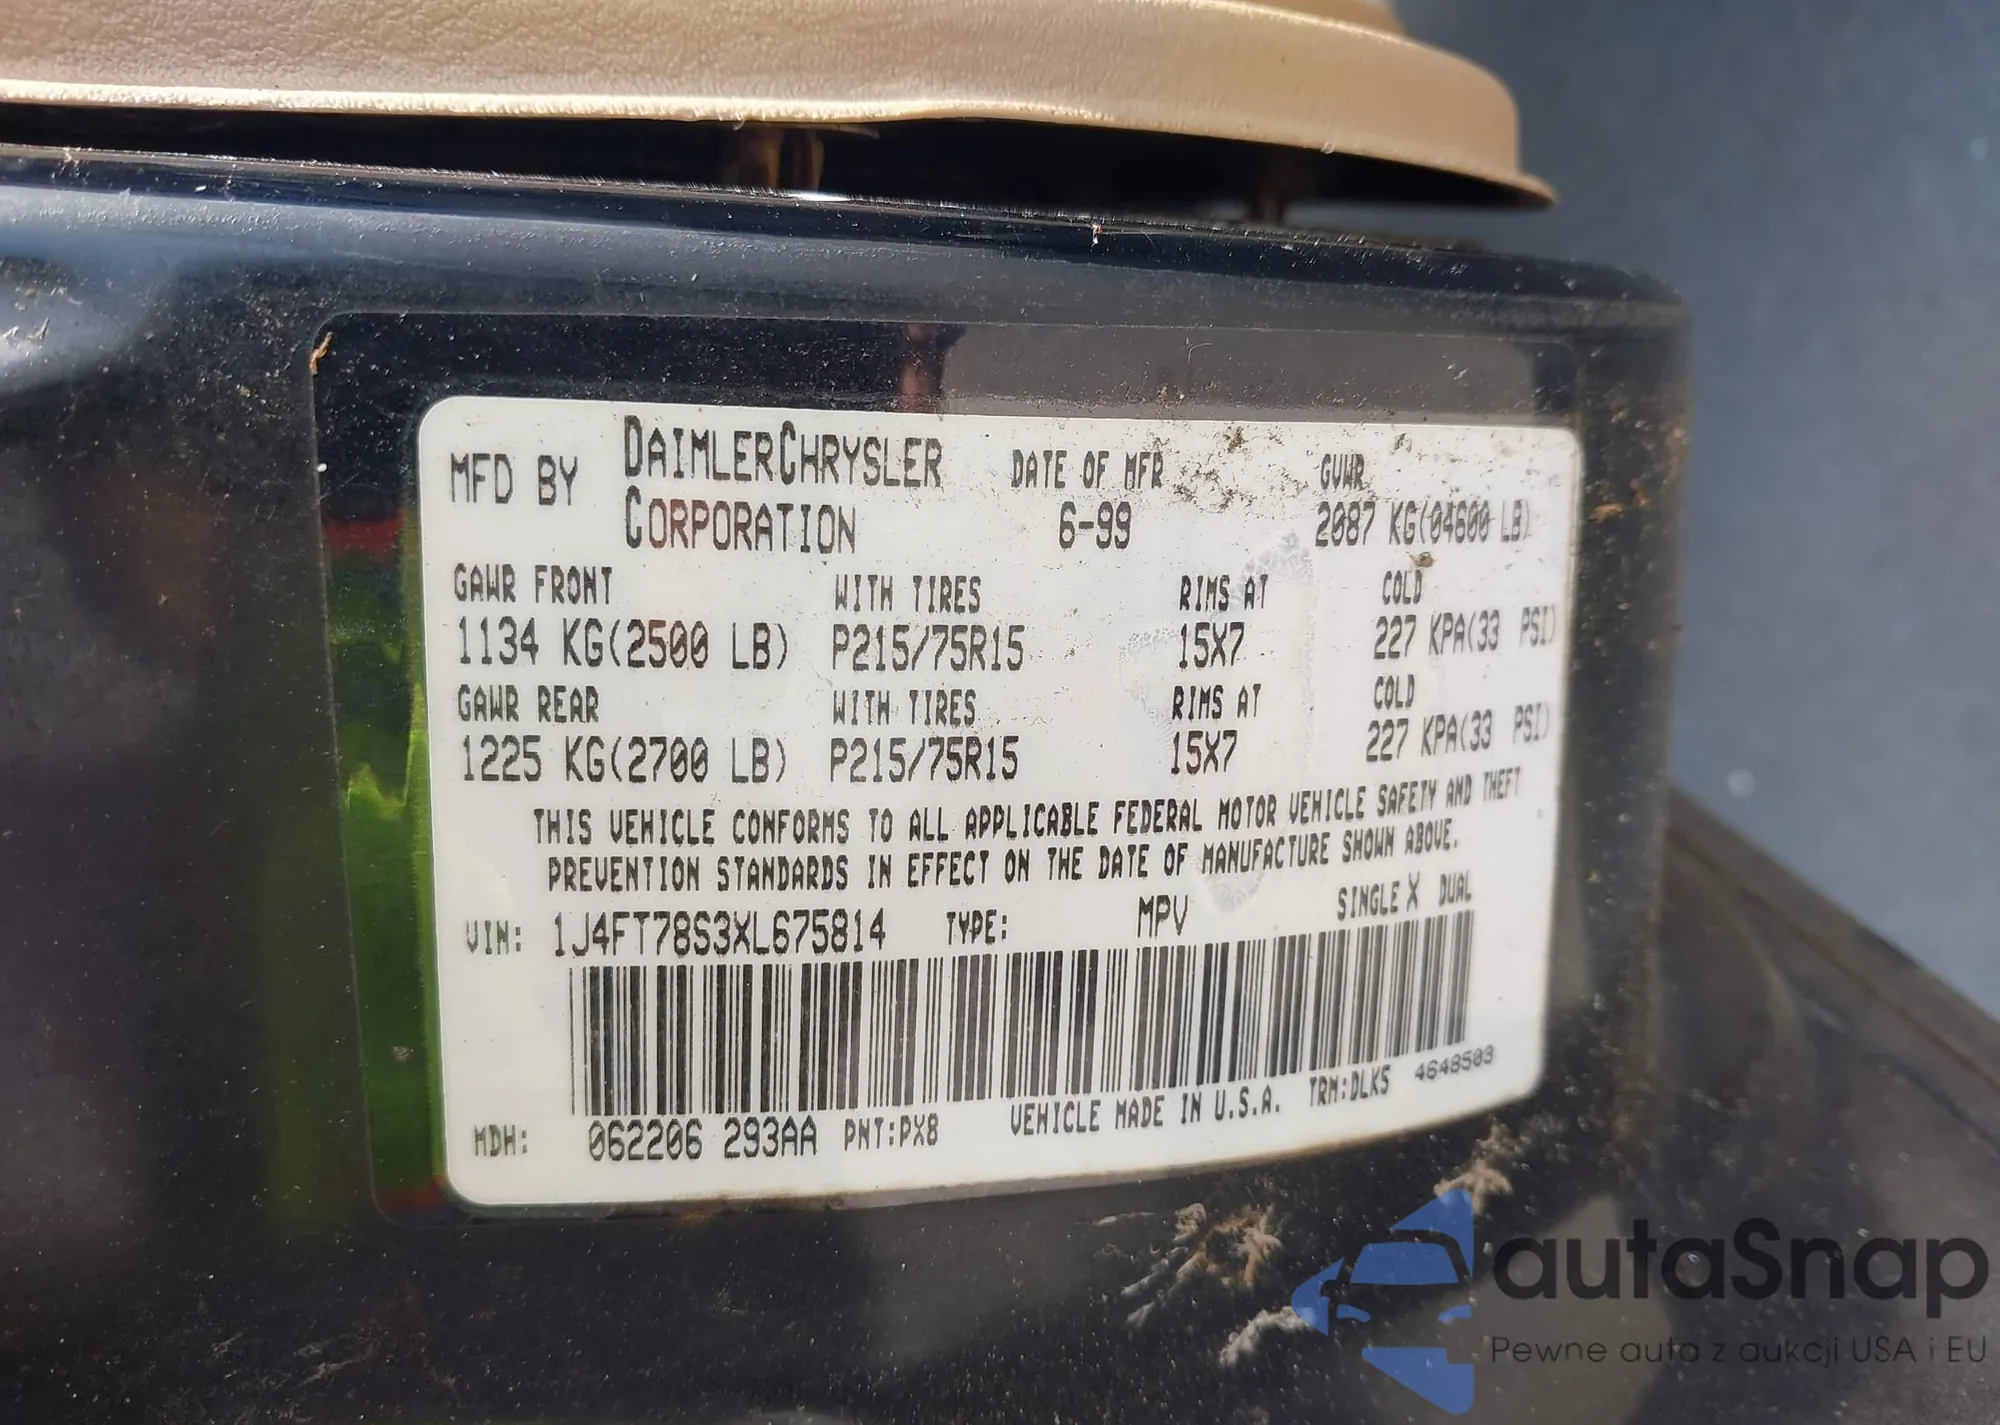 MFD BY DAIMLERCHRYSLER CORPORATION DATE OF MFR 6-99 GVWR 2087 KG(04600 LB)
GAWR FRONT WITH TIRES RIMS AT COLD
1134 KG(2500 LB) P215/75R15 15X7 227 KPA(33 PSI)
GAWR REAR WITH TIRES RIMS AT COLD
1225 KG(2700 LB) P215/75R15 15X7 227 KPA(33 PSI)
THIS VEHICLE CONFORMS TO ALL APPLICABLE FEDERAL MOTOR VEHICLE SAFETY AND THEFT
PREVENTION STANDARDS IN EFFECT ON THE DATE OF MANUFACTURE SHOWN ABOVE.
VIN: 1J4FT78S3XL675814 TYPE: MPV SINGLE X DUAL
MDH: 062206 293AA PNT:PX8 VEHICLE MADE IN U.S.A. TRM:DLK5 4648503
autaSnap
Pewne auta z aukcji USA i EU